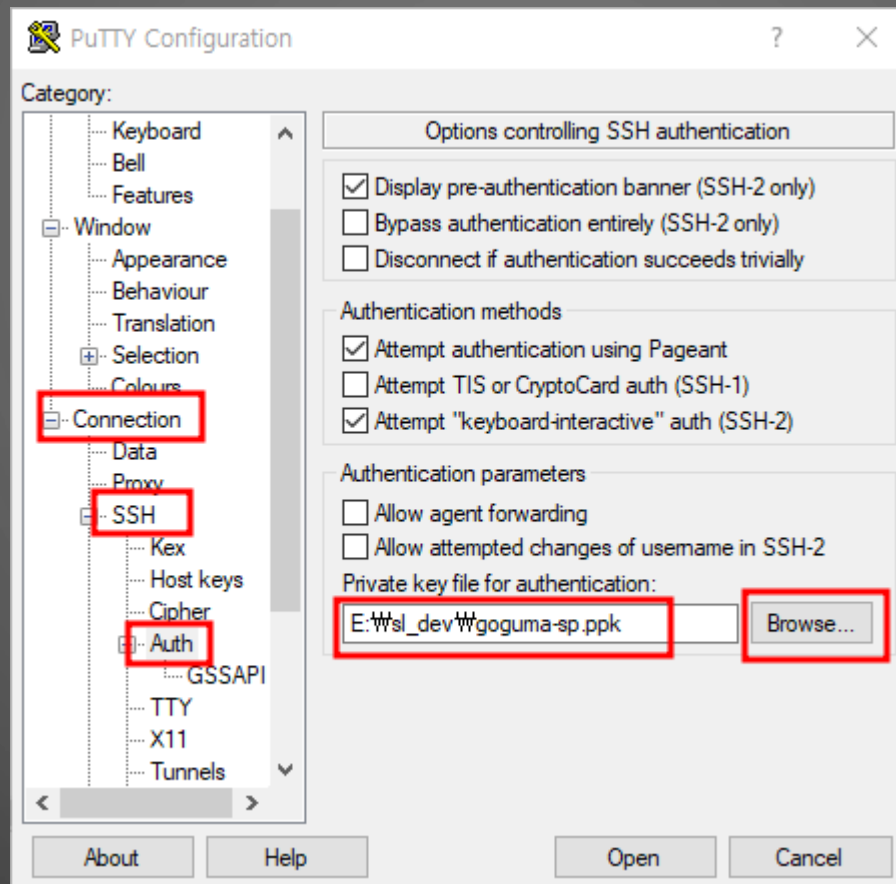 PuTTY Configuration
Category:
Keyboard
Bell
Features
Window
Appearance
Behaviour
Translation
Selection
Colours
Connection
Data
Proxy
SSH
Kex
Host keys
Cipher
Auth
GSSAPI
TTY
X11
Tunnels
Options controlling SSH authentication
Display pre-authentication banner (SSH-2 only)
Bypass authentication entirely (SSH-2 only)
Disconnect if authentication succeeds trivially
Authentication methods
Attempt authentication using Pageant
Attempt TIS or CryptoCard auth (SSH-1)
Attempt "keyboard-interactive" auth (SSH-2)
Authentication parameters
Allow agent forwarding
Allow attempted changes of username in SSH-2
Private key file for authentication:
E:₩sl_dev₩goguma-sp.ppk Browse...
About Help Open Cancel